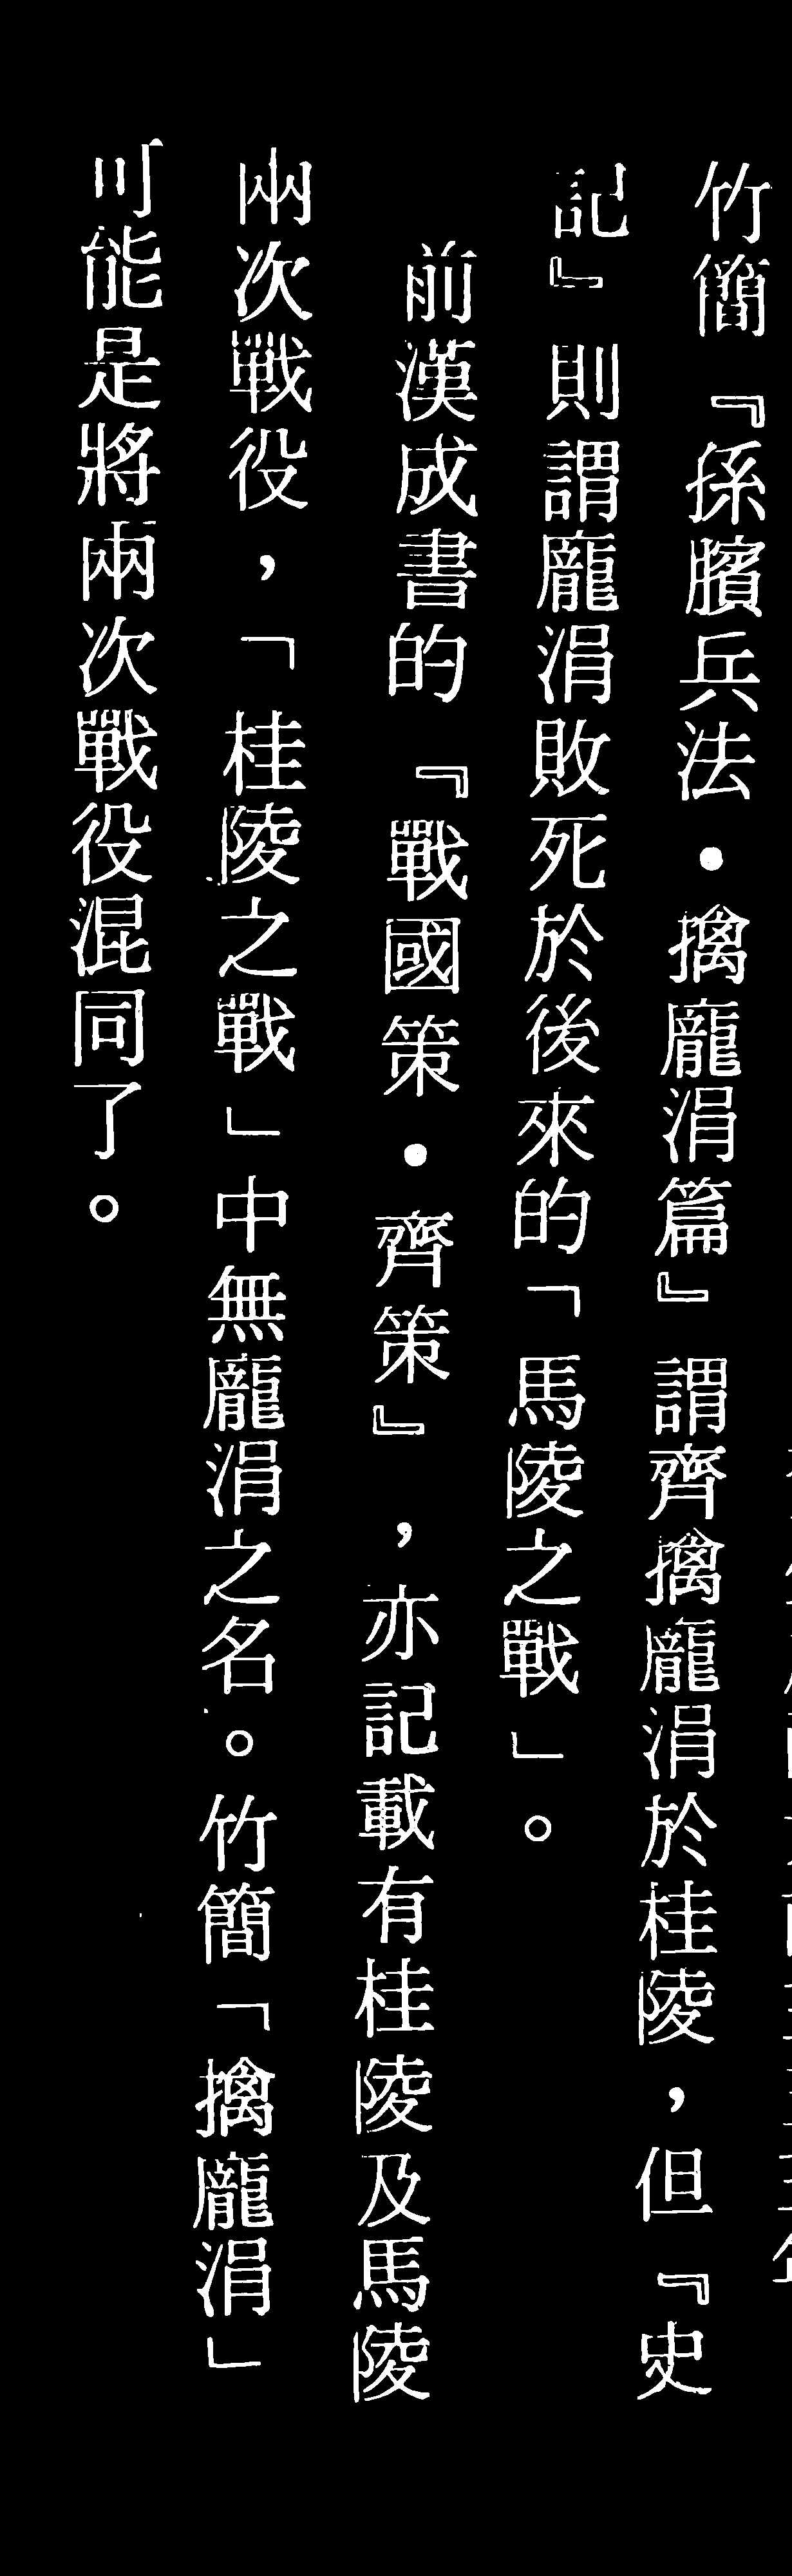 竹簡『孫臏兵法・擒龐涓篇』謂齊擒龐涓於桂陵，但『史
記』則謂龐涓敗死於後來的「馬陵之戰」。
前漢成書的『戰國策・齊策』，亦記載有桂陵及馬陵
兩次戰役，「桂陵之戰」中無龐涓之名。竹簡「擒龐涓」
可能是將兩次戰役混同了。